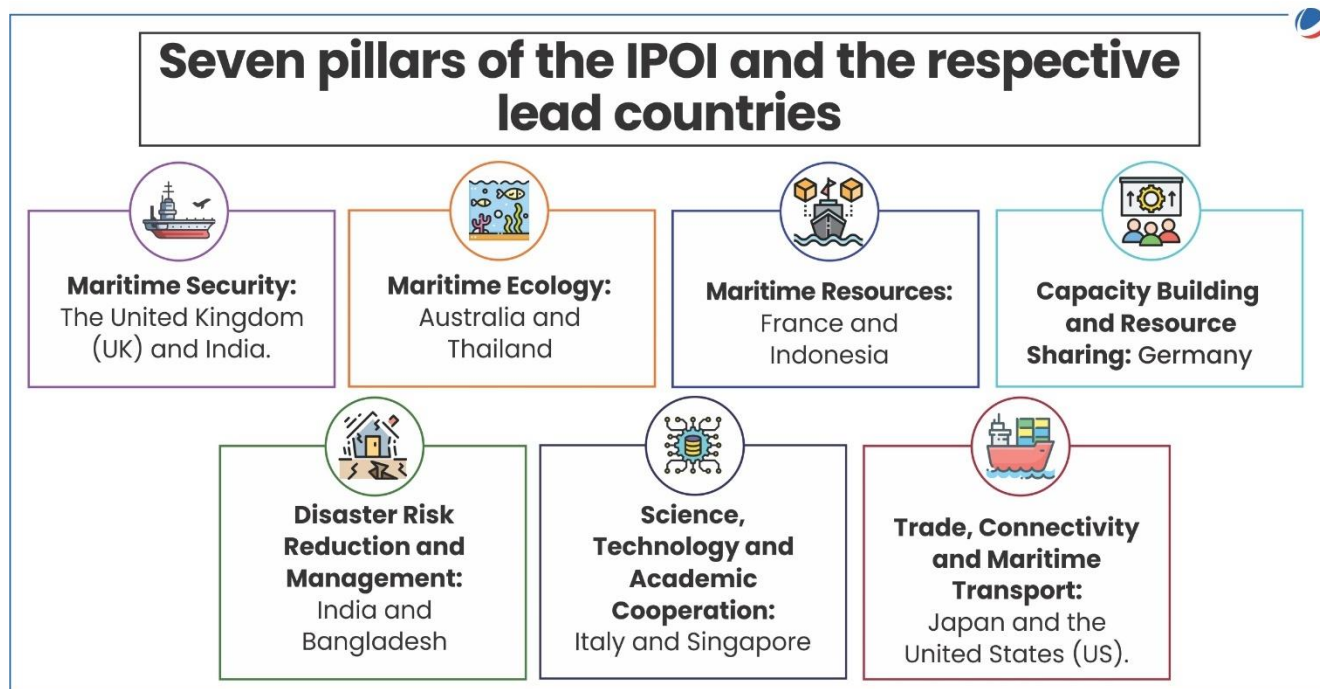 Seven pillars of the IPOI and the respective
lead countries
Maritime Security:
The United Kingdom
(UK) and India.
Maritime Ecology:
Australia and
Thailand
Maritime Resources:
France and
Indonesia
Capacity Building
and Resource
Sharing: Germany
Disaster Risk
Reduction and
Management:
India and
Bangladesh
Science,
Technology and
Academic
Cooperation:
Italy and Singapore
Trade, Connectivity
and Maritime
Transport:
Japan and the
United States (US).